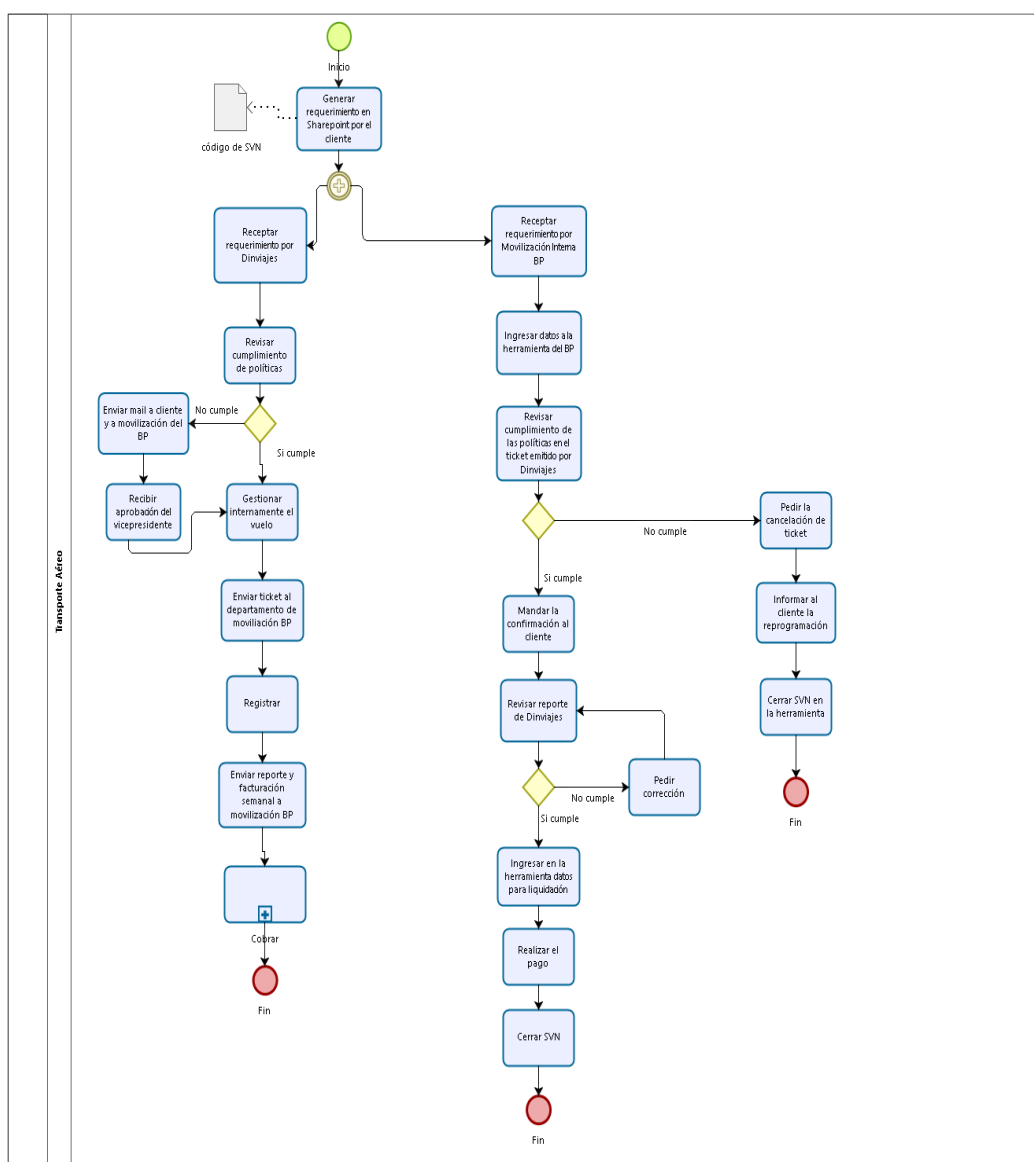 Inicio
Generar
requerimiento en
Sharepoint por el
cliente
código de SVN
Receptar
requerimiento por
Dinviajes
Receptar
requerimiento por
Movilización Interna
BP
Revisar
cumplimiento
de políticas
Ingresar datos a la
herramienta del BP
Enviar mail a cliente
y a movilización del
BP
No cumple
Si cumple
Revisar
cumplimiento de
las políticas en el
ticket emitido por
Dinviajes
Recibir
aprobación del
vicepresidente
Gestionar
internamente el
vuelo
No cumple
Pedir la
cancelación de
ticket
Si cumple
Enviar ticket al
departamento de
moviliación BP
Mandar la
confirmación al
cliente
Informar al
cliente la
reprogramación
Transporte Aéreo
Registrar
Revisar reporte
de Dinviajes
Cerrar SVN en
la herramienta
Enviar reporte y
facturación
semanal a
movilización BP
No cumple
Pedir
corrección
Si cumple
Fin
Ingresar en la
herramienta datos
para liquidación
Cobrar
Realizar el
pago
Fin
Cerrar SVN
Fin